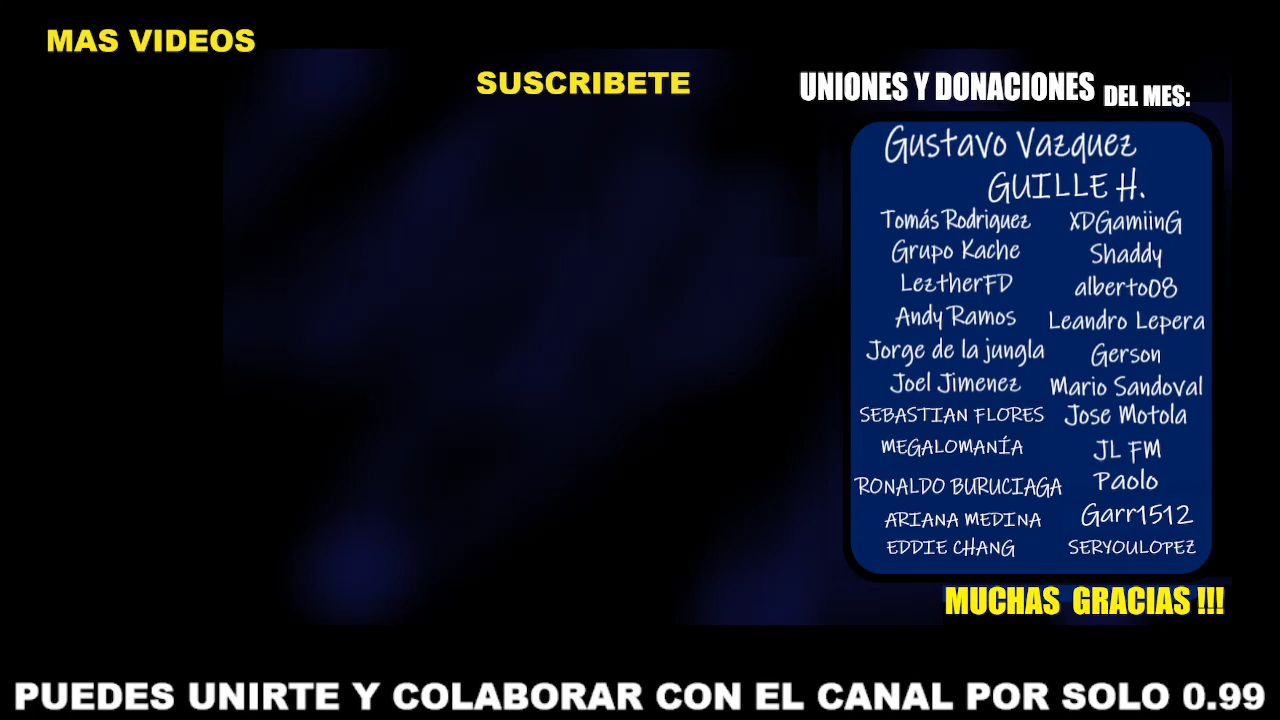 MAS VIDEOS
SUSCRIBETE
UNIONES Y DONACIONES DEL MES:
Gustavo Vazquez
GUILLE H.
Tomás Rodriguez XDGamiinG
Grupo Kache Shaddy
LeztherFD alberto08
Andy Ramos Leandro Lepera
Jorge de la jungla Gerson
Joel Jimenez Mario Sandoval
SEBASTIAN FLORES Jose Motola
MEGALOMANÍA JL FM
RONALDO BURUCIAGA Paolo
ARIANA MEDINA Garr1512
EDDIE CHANG SERYOULOPEZ
MUCHAS GRACIAS !!!
PUEDES UNIRTE Y COLABORAR CON EL CANAL POR SOLO 0.99